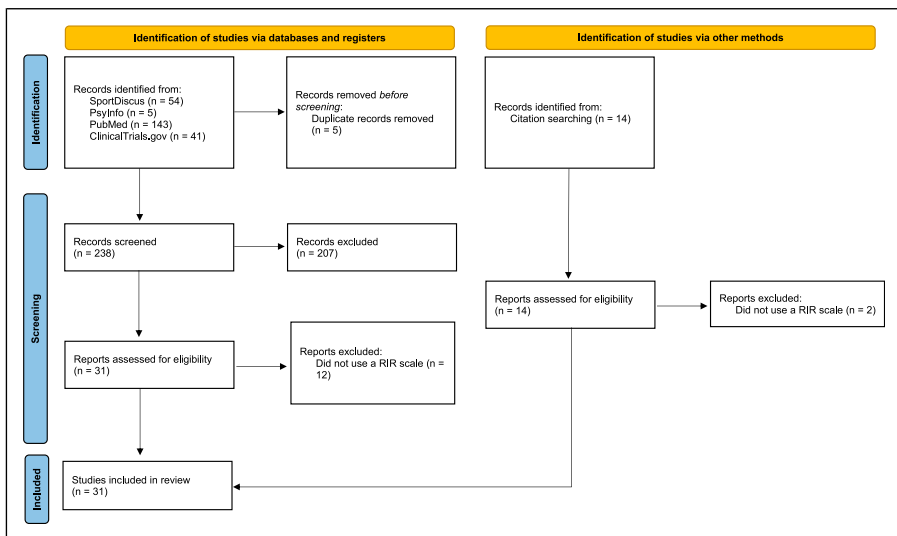 Identification of studies via databases and registers
Identification of studies via other methods
Identification
Records identified from:
SportDiscus (n = 54)
PsyInfo (n = 5)
PubMed (n = 143)
ClinicalTrials.gov (n = 41)
Records removed before
screening:
Duplicate records removed
(n = 5)
Records identified from:
Citation searching (n = 14)
Screening
Records screened
(n = 238)
Records excluded
(n = 207)
Reports assessed for eligibility
(n = 14)
Reports excluded:
Did not use a RIR scale (n = 2)
Reports assessed for eligibility
(n = 31)
Reports excluded:
Did not use a RIR scale (n =
12)
Included
Studies included in review
(n = 31)